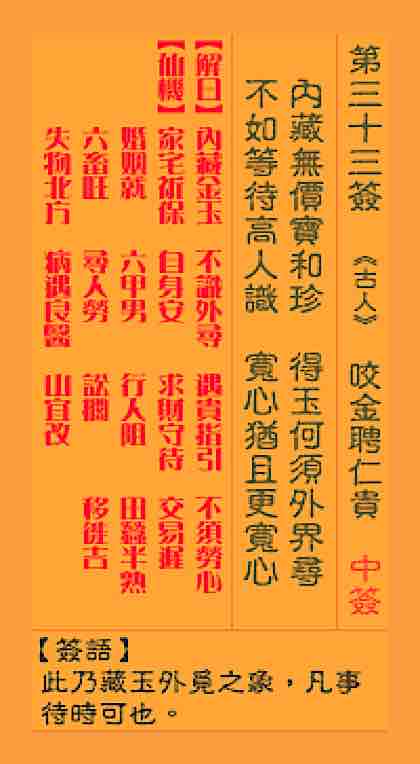 第三十三簽 《古人》 咬金聘仁貴 中簽
內藏無價寶和珍 得玉何須外界尋
不如等待高人識 寬心猶且更寬心
【解曰】內藏金玉 不識外尋 遇貴指引 不須勞心
【仙機】家宅祈保 自身安 求財守待 交易遲
婚姻就 六甲男 行人阻 田蠶半熟
六畜旺 尋人勞 訟擱 移徙吉
失物北方 病遇良醫 山宜改
【簽語】
此乃藏玉外覓之象，凡事
待時可也。